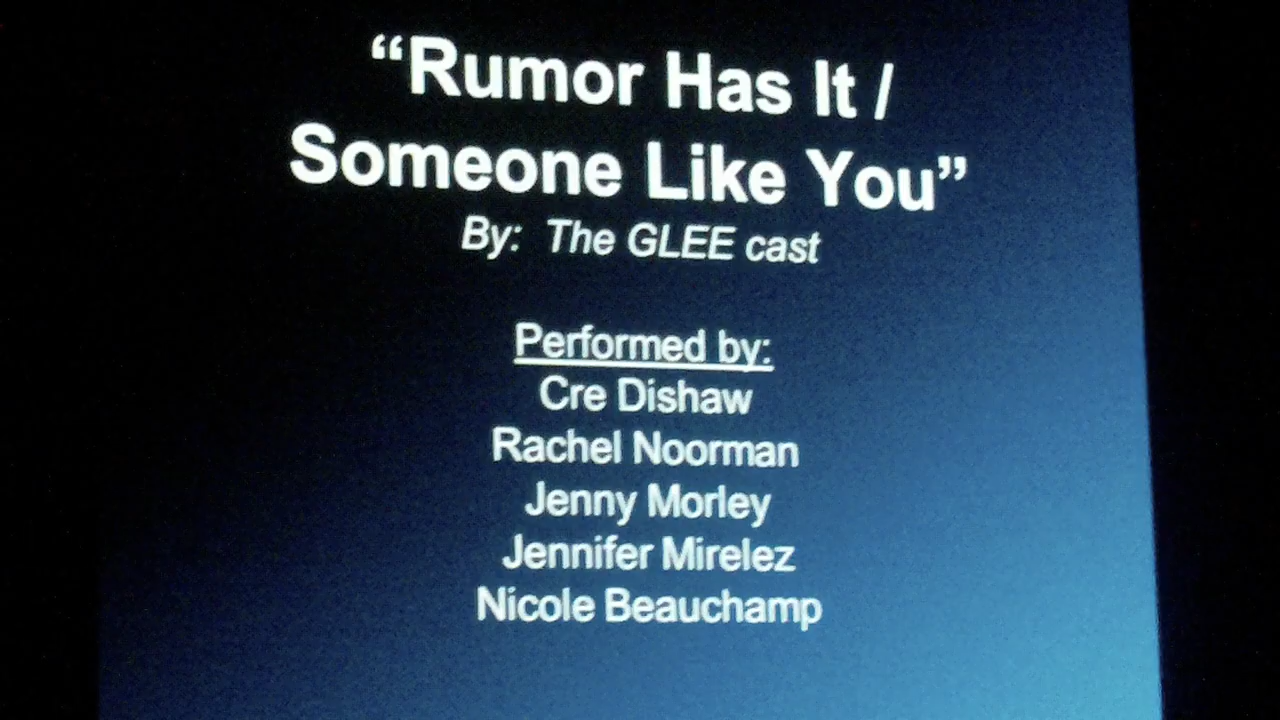 “Rumor Has It /
Someone Like You”
By: The GLEE cast
Performed by:
Cre Dishaw
Rachel Noorman
Jenny Morley
Jennifer Mirelez
Nicole Beauchamp